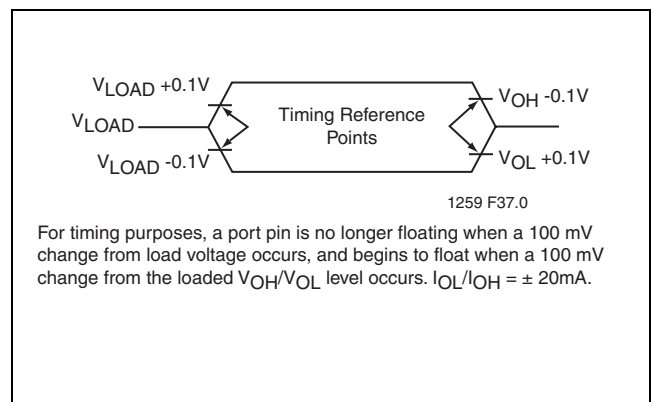 VLOAD +0.1V
VLOAD
VLOAD -0.1V
Timing Reference
Points
VOH -0.1V
VOL +0.1V
1259 F37.0
For timing purposes, a port pin is no longer floating when a 100 mV
change from load voltage occurs, and begins to float when a 100 mV
change from the loaded VOH/VOL level occurs. IOL/IOH = ± 20mA.